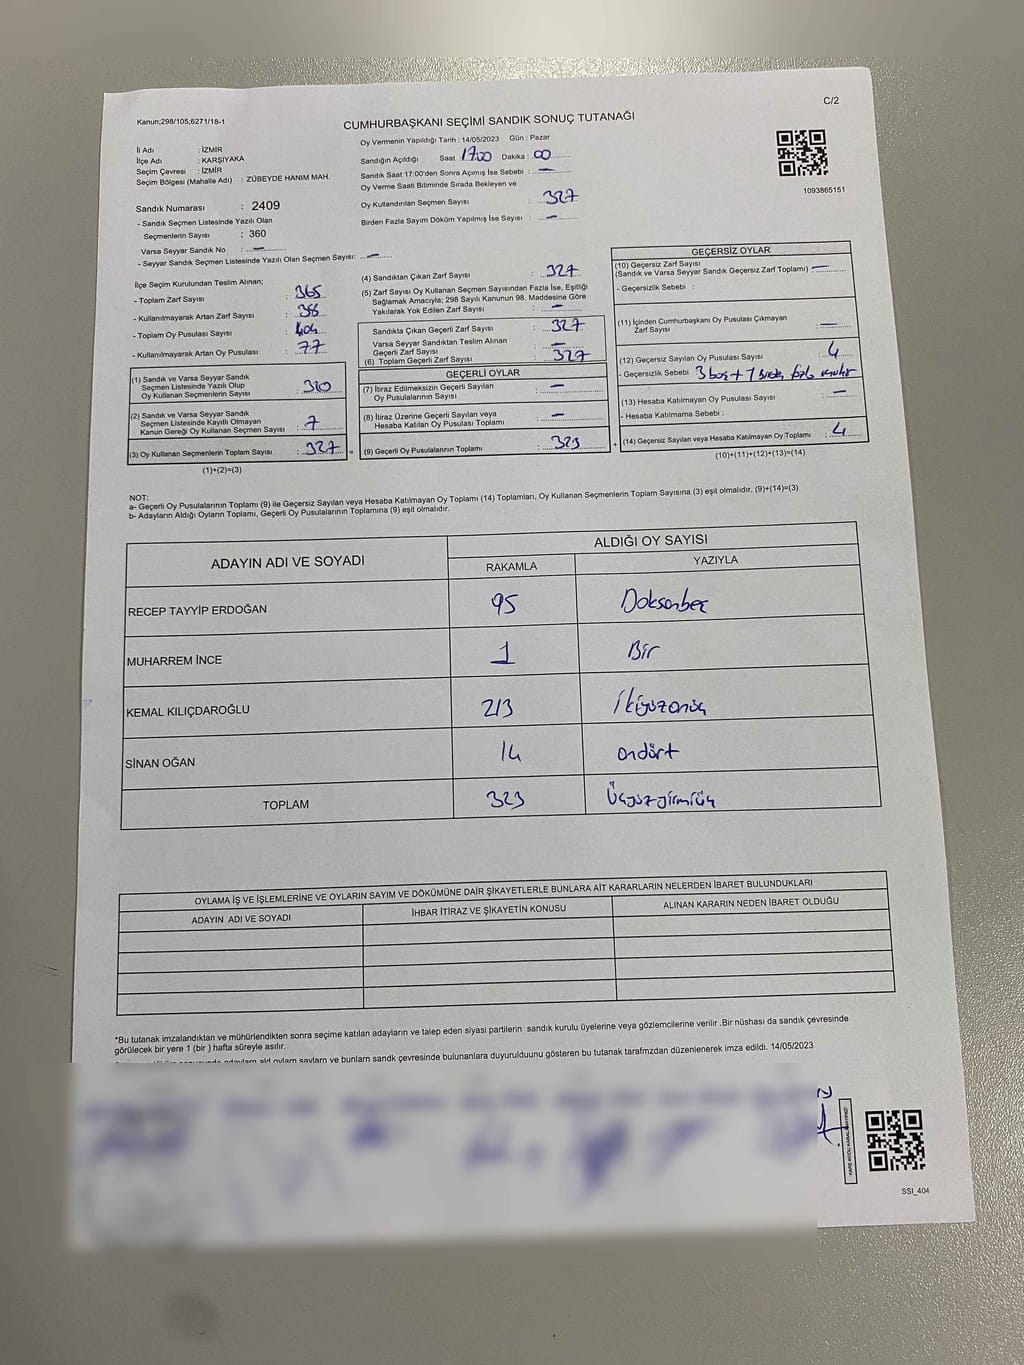 Kanun;298/105;6271/18-1
C/2
CUMHURBAŞKANI SEÇİMİ SANDIK SONUÇ TUTANAĞI
İl Adı : İZMİR
İlçe Adı : KARŞIYAKA
Seçim Çevresi : İZMİR
Seçim Bölgesi (Mahalle Adı) : ZÜBEYDE HANIM MAH.
Sandık Numarası : 2409
- Sandık Seçmen Listesinde Yazılı Olan
Seçmenlerin Sayısı : 360
Varsa Seyyar Sandık No : —
- Seyyar Sandık Seçmen Listesinde Yazılı Olan Seçmen Sayısı: —
Oy Vermenin Yapıldığı Tarih : 14/05/2023 Gün : Pazar
Sandığın Açıldığı Saat 17.00 Dakika : 00
Sandık Saat 17:00'den Sonra Açımış İse Sebebi : —
Oy Verme Saati Bitiminde Sırada Bekleyen ve
Oy Kullandırılan Seçmen Sayısı : 327
Birden Fazla Sayım Döküm Yapılmış İse Sayısı : —
1093865151
İlçe Seçim Kurulundan Teslim Alınan;
- Toplam Zarf Sayısı : 365
- Kullanılmayarak Artan Zarf Sayısı : 38
- Toplam Oy Pusulası Sayısı : 404
- Kullanılmayarak Artan Oy Pusulası : 77
(1) Sandık ve Varsa Seyyar Sandık
Seçmen Listesinde Yazılı Olup
Oy Kullanan Seçmenlerin Sayısı : 320
(2) Sandık ve Varsa Seyyar Sandık
Seçmen Listesinde Kayıtlı Olmayan
Kanun Gereği Oy Kullanan Seçmen Sayısı : 7
(3) Oy Kullanan Seçmenlerin Toplam Sayısı : 327
(1)+(2)=(3)
(4) Sandıktan Çıkan Zarf Sayısı : 327
(5) Zarf Sayısı Oy Kullanan Seçmen Sayısından Fazla İse, Eşitliği
Sağlamak Amacıyla; 298 Sayılı Kanunun 98. Maddesine Göre
Yakılarak Yok Edilen Zarf Sayısı : —
Sandıkta Çıkan Geçerli Zarf Sayısı : 327
Varsa Seyyar Sandıktan Teslim Alınan
Geçerli Zarf Sayısı : —
(6) Toplam Geçerli Zarf Sayısı : 327
GEÇERLİ OYLAR
(7) İtiraz Edilmeksizin Geçerli Sayılan
Oy Pusulalarının Sayısı : —
(8) İtiraz Üzerine Geçerli Sayılan veya
Hesaba Katılan Oy Pusulası Toplamı : —
(9) Geçerli Oy Pusulalarının Toplamı : 323
GEÇERSİZ OYLAR
(10) Geçersiz Zarf Sayısı
(Sandık ve Varsa Seyyar Sandık Geçersiz Zarf Toplamı) : —
- Geçersizlik Sebebi :
(11) İçinden Cumhurbaşkanı Oy Pusulası Çıkmayan
Zarf Sayısı : —
(12) Geçersiz Sayılan Oy Pusulası Sayısı : 4
- Geçersizlik Sebebi 3 boş + 1 birden fazla mühür
(13) Hesaba Katılmayan Oy Pusulası Sayısı : —
- Hesaba Katılmama Sebebi :
(14) Geçersiz Sayılan veya Hesaba Katılmayan Oy Toplamı : 4
(10)+(11)+(12)+(13)=(14)
NOT:
a- Geçerli Oy Pusulalarının Toplamı (9) ile Geçersiz Sayılan veya Hesaba Katılmayan Oy Toplamı (14) Toplamları, Oy Kullanan Seçmenlerin Toplam Sayısına (3) eşit olmalıdır. (9)+(14)=(3)
b- Adayların Aldığı Oyların Toplamı, Geçerli Oy Pusulalarının Toplamına (9) eşit olmalıdır.
ADAYIN ADI VE SOYADI ALDIĞI OY SAYISI
RAKAMLA YAZIYLA
RECEP TAYYİP ERDOĞAN 95 Doksanbeş
MUHARREM İNCE 1 Bir
KEMAL KILIÇDAROĞLU 213 İkiyüzonüç
SİNAN OĞAN 14 ondört
TOPLAM 323 Üçyüzyirmiüç
OYLAMA İŞ VE İŞLEMLERİNE VE OYLARIN SAYIM VE DÖKÜMÜNE DAİR ŞİKAYETLERLE BUNLARA AİT KARARLARIN NELERDEN İBARET BULUNDUKLARI
ADAYIN ADI VE SOYADI İHBAR İTİRAZ VE ŞİKAYETİN KONUSU ALINAN KARARIN NEDEN İBARET OLDUĞU
*Bu tutanak imzalandıktan ve mühürlendikten sonra seçime katılan adayların ve talep eden siyasi partilerin sandık kurulu üyelerine veya gözlemcilerine verilir .Bir nüshası da sandık çevresinde
görülecek bir yere 1 (bir ) hafta süreyle asılır.
adaylarn ald oylarn saylarn ve bunlarn sandk çevresinde bulunanlara duyurulduunu gösteren bu tutanak tarafmzdan düzenlenerek imza edildi. 14/05/2023
SSI_404